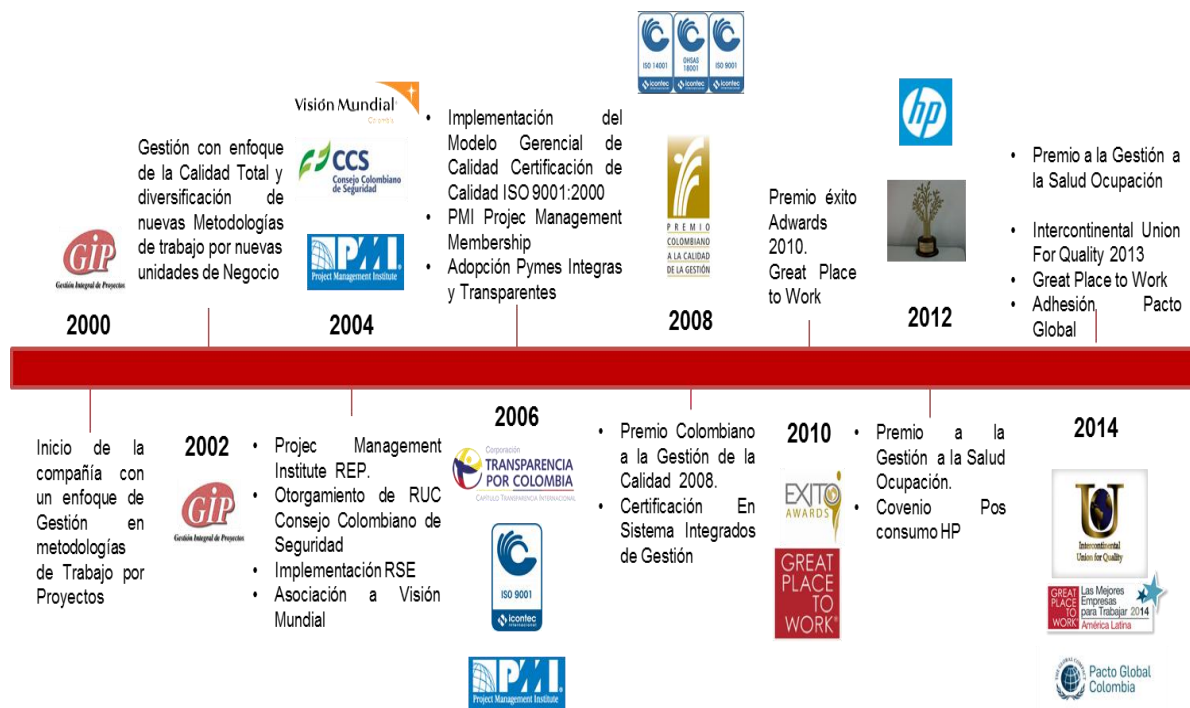 GiP
Gestión Integral de Proyectos
2000
Gestión con enfoque
de la Calidad Total y
diversificación de
nuevas Metodologías
de trabajo por nuevas
unidades de Negocio
Visión Mundial
Colombia
CCS
Consejo Colombiano
de Seguridad
PMI
Project Management Institute
2004
• Implementación del
Modelo Gerencial de
Calidad Certificación de
Calidad ISO 9001:2000
• PMI Projec Management
Membership
• Adopción Pymes Integras
y Transparentes
ISO 14001
icontec
internacional
OHSAS
18001
icontec
internacional
ISO 9001
icontec
internacional
PREMIO
COLOMBIANO
A LA CALIDAD
DE LA GESTIÓN
2008
Premio éxito
Adwards
2010.
Great Place
to Work
hp
2012
• Premio a la Gestión a
la Salud Ocupación
• Intercontinental Union
For Quality 2013
• Great Place to Work
• Adhesión Pacto
Global
Inicio de la
compañía con
un enfoque de
Gestión en
metodologías
de Trabajo por
Proyectos
2002
GiP
Gestión Integral de Proyectos
• Projec Management
Institute REP.
• Otorgamiento de RUC
Consejo Colombiano de
Seguridad
• Implementación RSE
• Asociación a Visión
Mundial
2006
Corporación
TRANSPARENCIA
POR COLOMBIA
CAPÍTULO TRANSPARENCIA INTERNACIONAL
ISO 9001
icontec
internacional
PMI
Project Management Institute
• Premio Colombiano
a la Gestión de la
Calidad 2008.
• Certificación En
Sistema Integrados
de Gestión
2010
EXITO
AWARDS
GREAT
PLACE
TO
WORK®
• Premio a la
Gestión a la Salud
Ocupación.
• Covenio Pos
consumo HP
2014
U
Intercontinental
Union for Quality
GREAT
PLACE
TO
WORK
Las Mejores
Empresas
para Trabajar 2014
América Latina
Pacto Global
Colombia